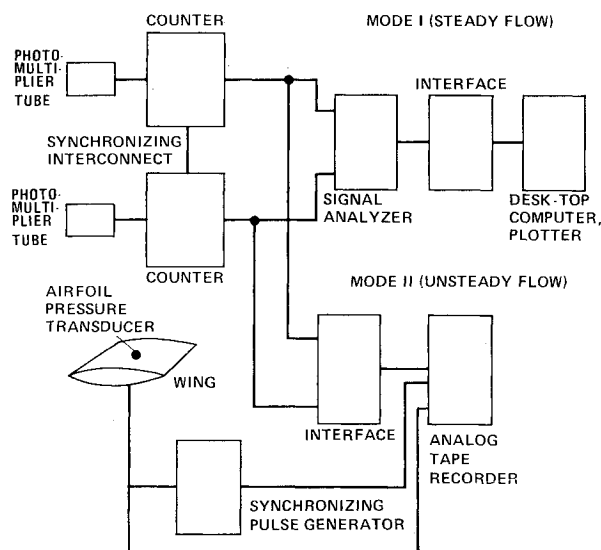 COUNTER
MODE I (STEADY FLOW)
PHOTO-
MULTI-
PLIER
TUBE
INTERFACE
SYNCHRONIZING
INTERCONNECT
PHOTO-
MULTI-
PLIER
TUBE
SIGNAL
ANALYZER
DESK-TOP
COMPUTER,
PLOTTER
COUNTER
MODE II (UNSTEADY FLOW)
AIRFOIL
PRESSURE
TRANSDUCER
WING
INTERFACE
ANALOG
TAPE
RECORDER
SYNCHRONIZING
PULSE GENERATOR